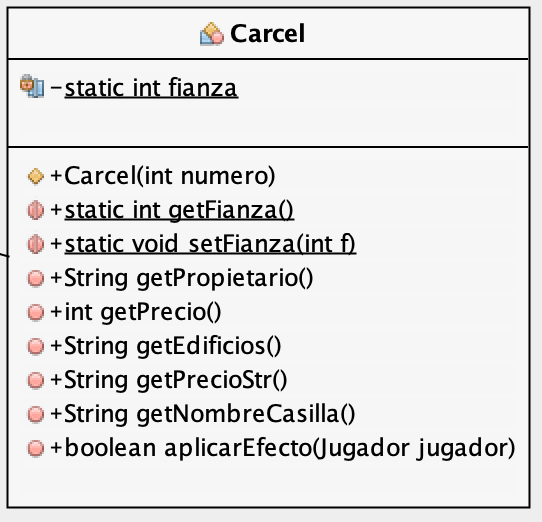 Carcel
-static int fianza
+Carcel(int numero)
+static int getFianza()
+static void setFianza(int f)
+String getPropietario()
+int getPrecio()
+String getEdificios()
+String getPrecioStr()
+String getNombreCasilla()
+boolean aplicarEfecto(Jugador jugador)